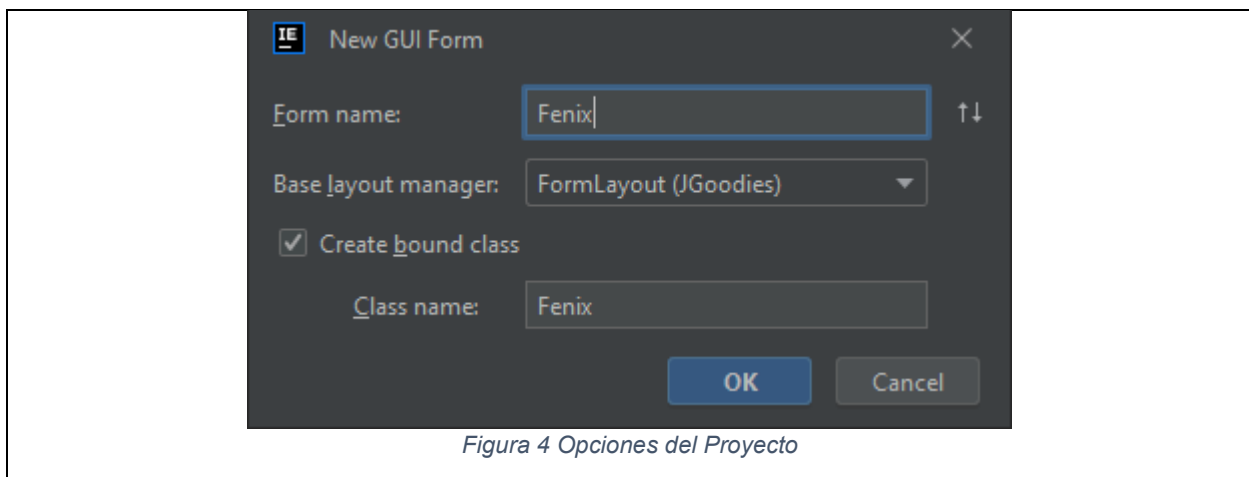 IE New GUI Form
Form name: Fenix
Base layout manager: FormLayout (JGoodies)
Create bound class
Class name: Fenix
OK Cancel
Figura 4 Opciones del Proyecto